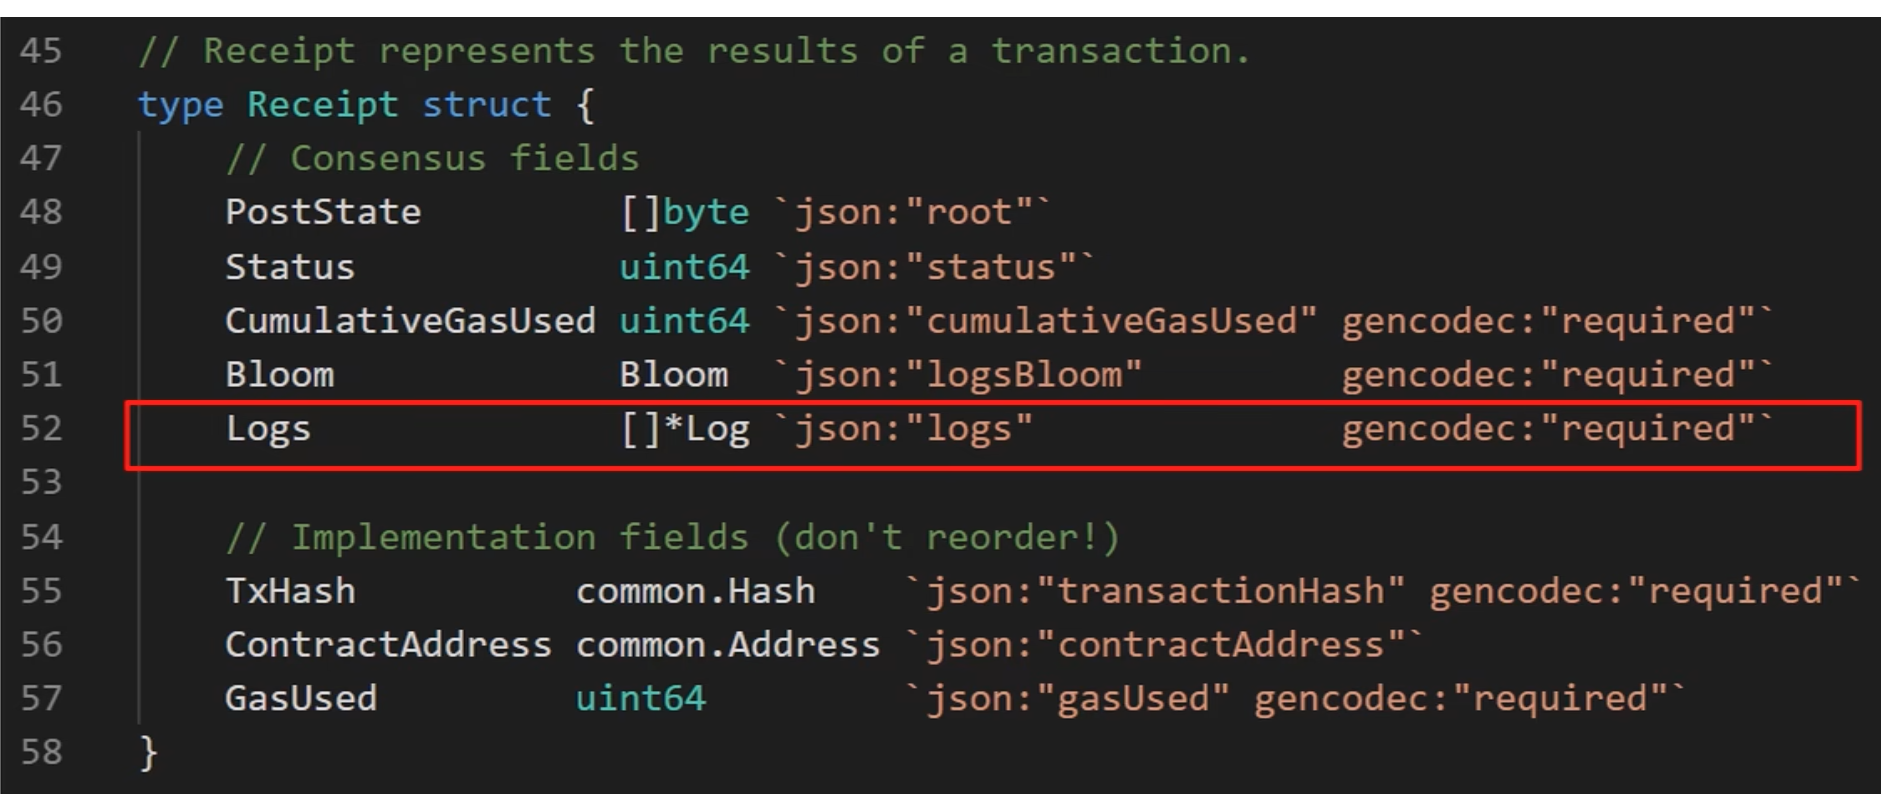 45 // Receipt represents the results of a transaction.
46 type Receipt struct {
47 // Consensus fields
48 PostState []byte `json:"root"`
49 Status uint64 `json:"status"`
50 CumulativeGasUsed uint64 `json:"cumulativeGasUsed" gencodec:"required"`
51 Bloom Bloom `json:"logsBloom" gencodec:"required"`
52 Logs []*Log `json:"logs" gencodec:"required"`
53
54 // Implementation fields (don't reorder!)
55 TxHash common.Hash `json:"transactionHash" gencodec:"required"`
56 ContractAddress common.Address `json:"contractAddress"`
57 GasUsed uint64 `json:"gasUsed" gencodec:"required"`
58 }